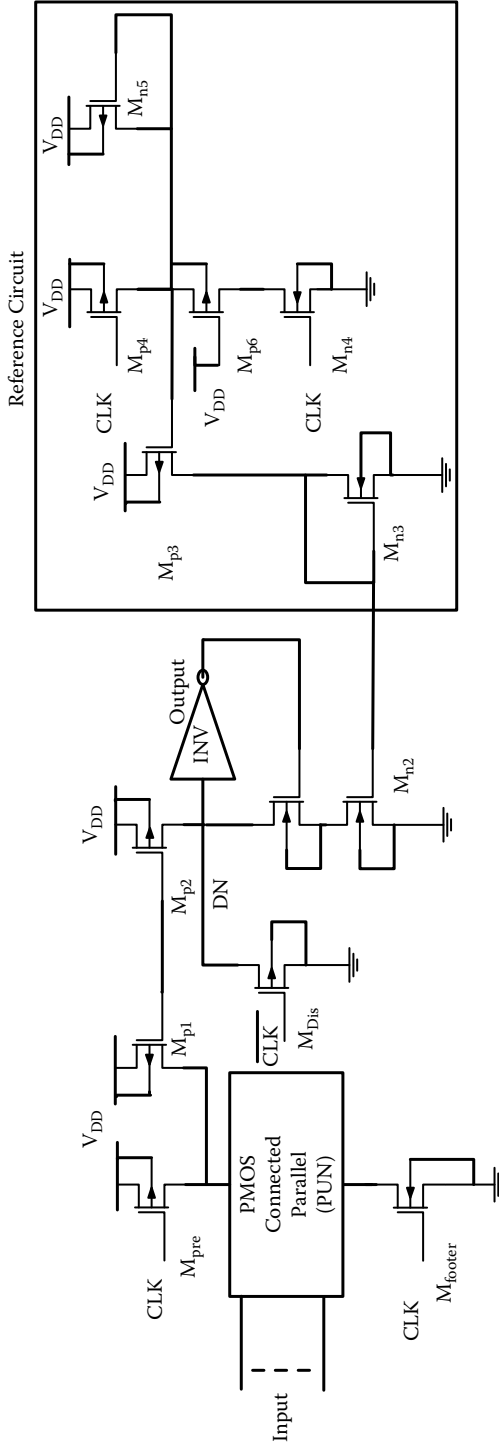 Reference Circuit
V_DD
M_n5
V_DD
CLK
M_p4
V_DD
M_p6
CLK
M_n4
V_DD
M_p3
M_n3
Output
INV
V_DD
M_p2
DN
M_n2
CLK
M_Dis
V_DD
M_p1
CLK
M_pre
PMOS
Connected
Parallel
(PUN)
CLK
M_footer
Input